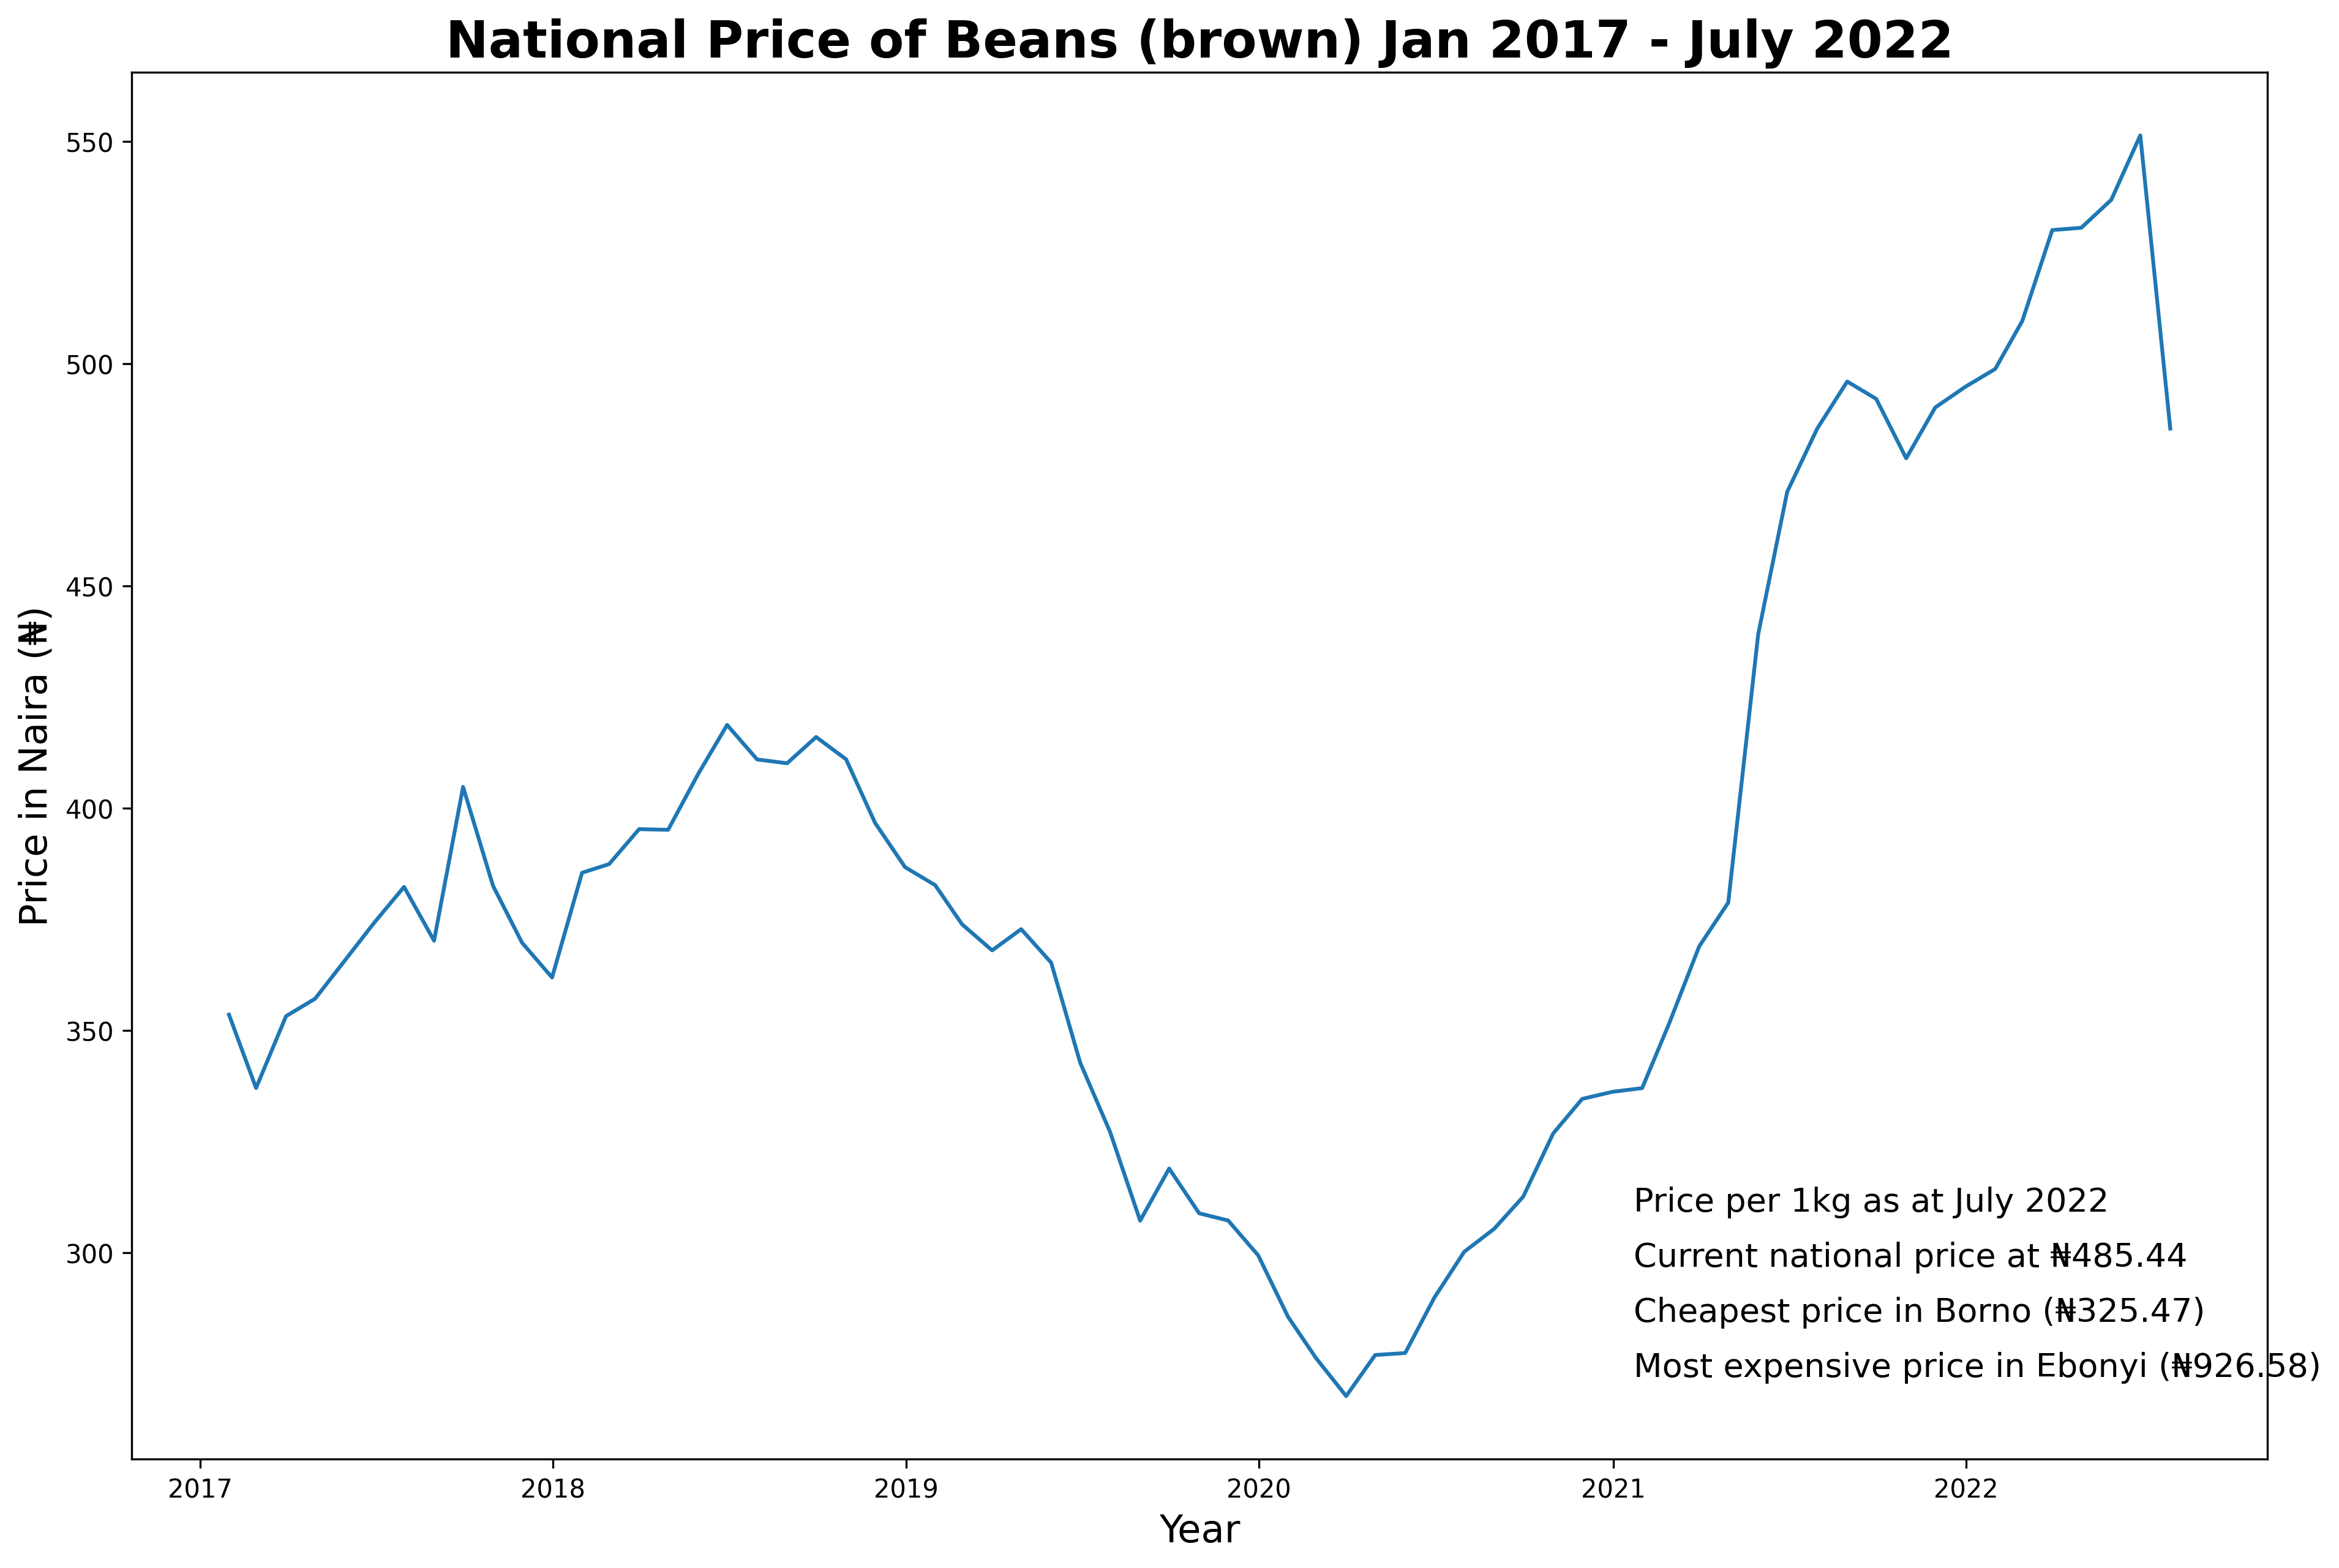 National Price of Beans (brown) Jan 2017 - July 2022
Price in Naira (₦)
550
500
450
400
350
300
Price per 1kg as at July 2022
Current national price at ₦485.44
Cheapest price in Borno (₦325.47)
Most expensive price in Ebonyi (₦926.58)
2017 2018 2019 2020 2021 2022
Year